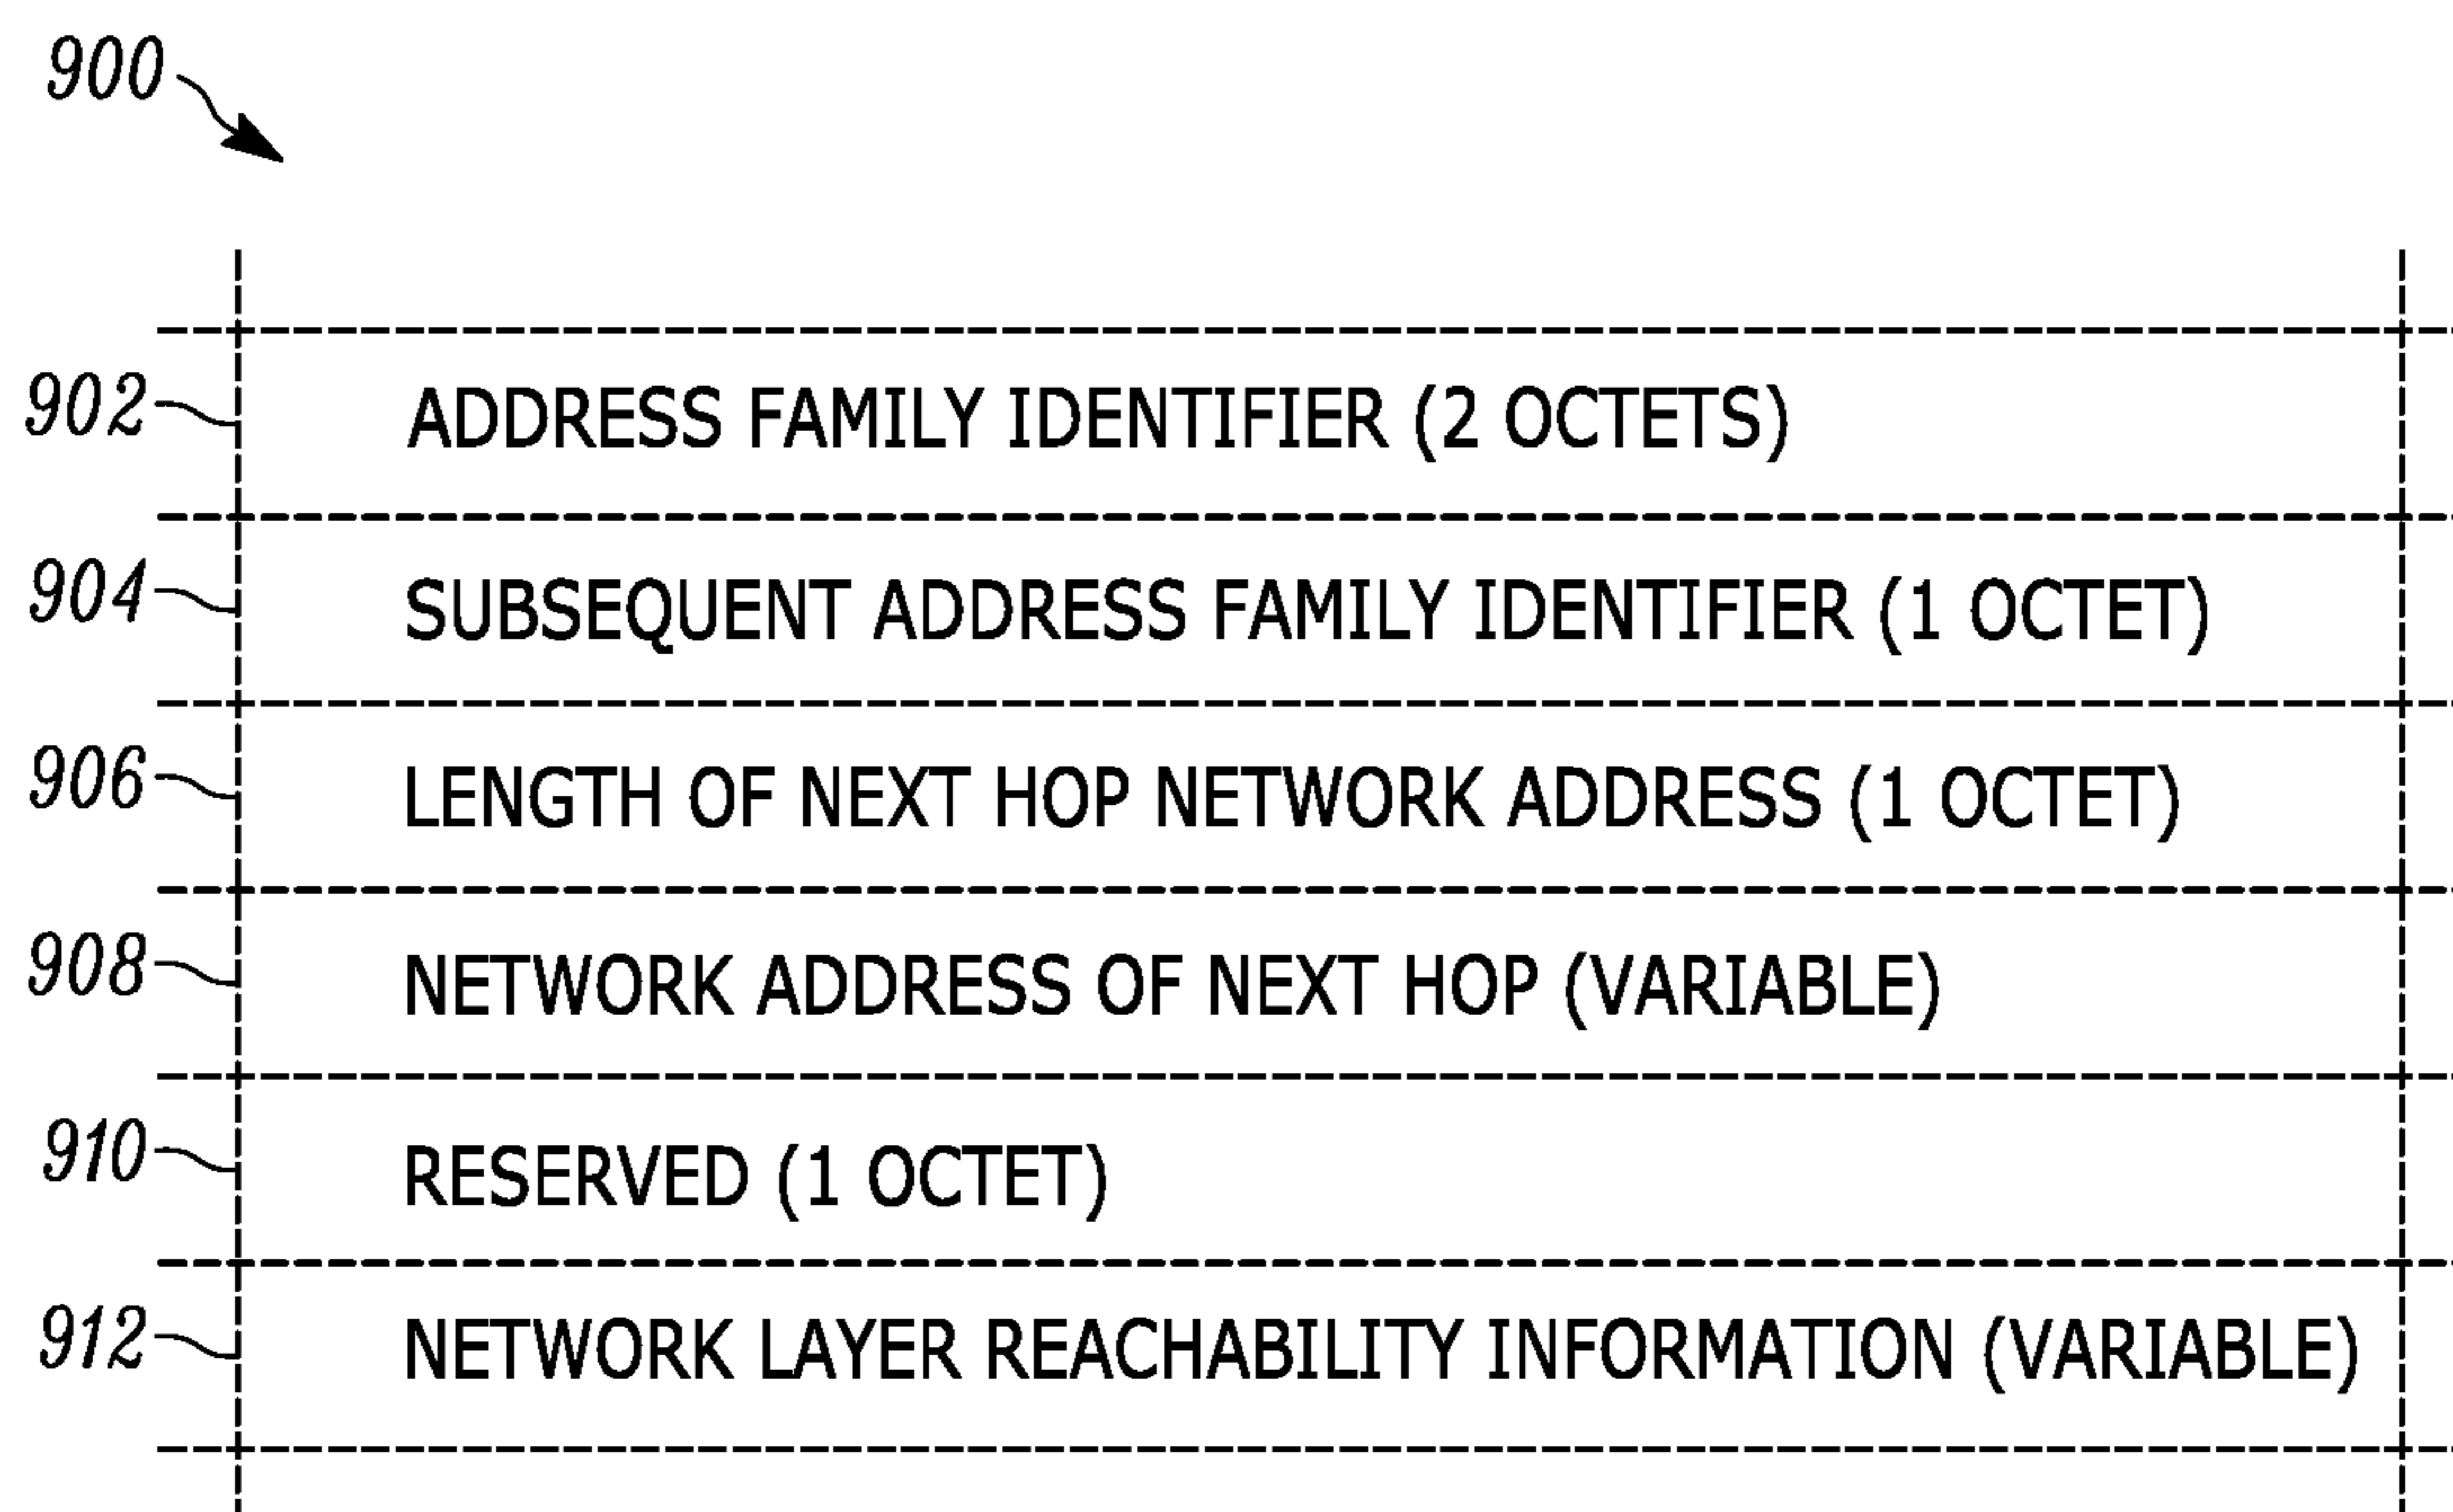 900
902 ADDRESS FAMILY IDENTIFIER (2 OCTETS)
904 SUBSEQUENT ADDRESS FAMILY IDENTIFIER (1 OCTET)
906 LENGTH OF NEXT HOP NETWORK ADDRESS (1 OCTET)
908 NETWORK ADDRESS OF NEXT HOP (VARIABLE)
910 RESERVED (1 OCTET)
912 NETWORK LAYER REACHABILITY INFORMATION (VARIABLE)